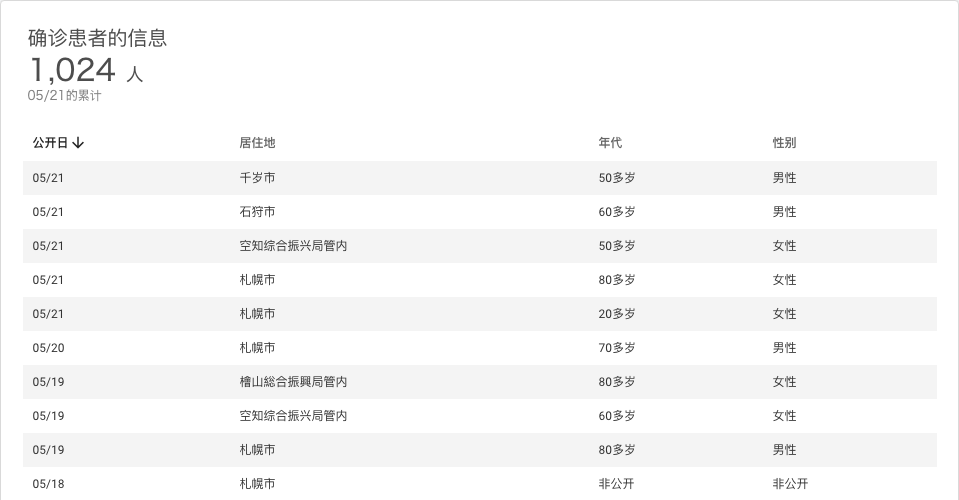 确诊患者的信息
1,024 人
05/21的累计
公开日 居住地 年代 性别
05/21 千岁市 50多岁 男性
05/21 石狩市 60多岁 男性
05/21 空知综合振兴局管内 50多岁 女性
05/21 札幌市 80多岁 女性
05/21 札幌市 20多岁 女性
05/20 札幌市 70多岁 男性
05/19 檜山総合振興局管内 80多岁 女性
05/19 空知综合振兴局管内 60多岁 女性
05/19 札幌市 80多岁 男性
05/18 札幌市 非公开 非公开